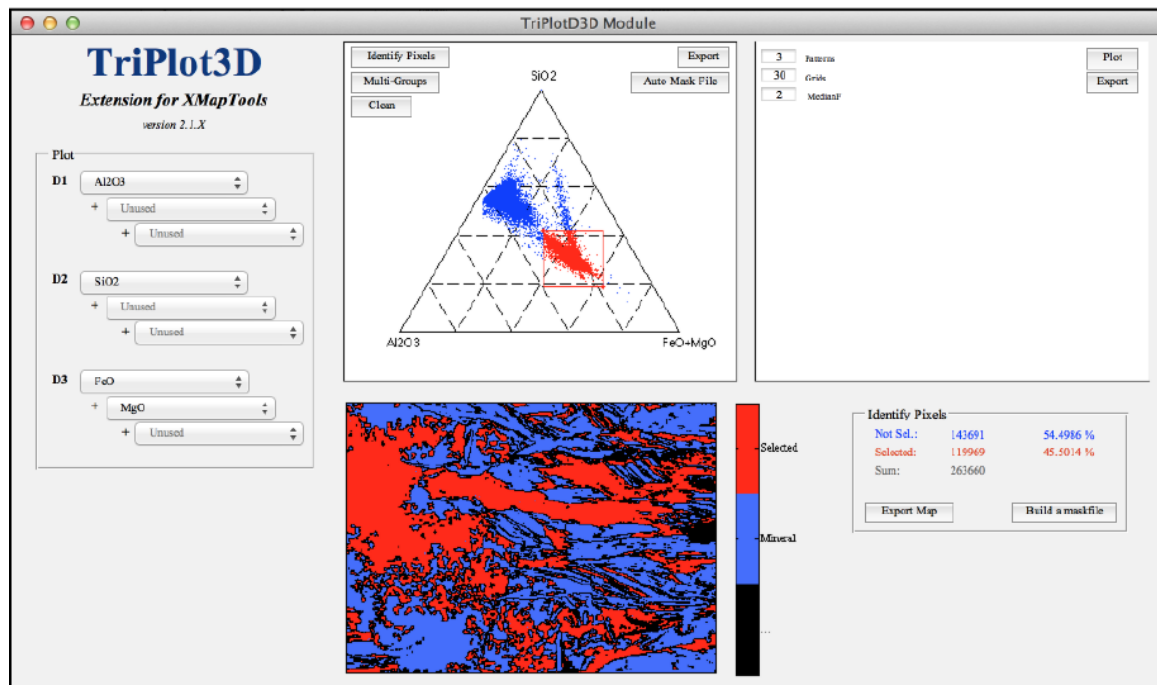 TriPlotD3D Module
TriPlot3D
Extension for XMapTools
version 2.1.X
Plot
D1 Al2O3
+ Unused
+ Unused
D2 SiO2
+ Unused
+ Unused
D3 FeO
+ MgO
+ Unused
Identify Pixels
Export
Multi-Groups
Auto Mask File
Clean
SiO2
Al2O3
FeO+MgO
3 Patterns
Plot
30 Grids
Export
2 MedianF
Selected
Mineral
...
Identify Pixels
Not Sel.: 143691 54.4986 %
Selected: 119969 45.5014 %
Sum: 263660
Export Map
Build a maskfile